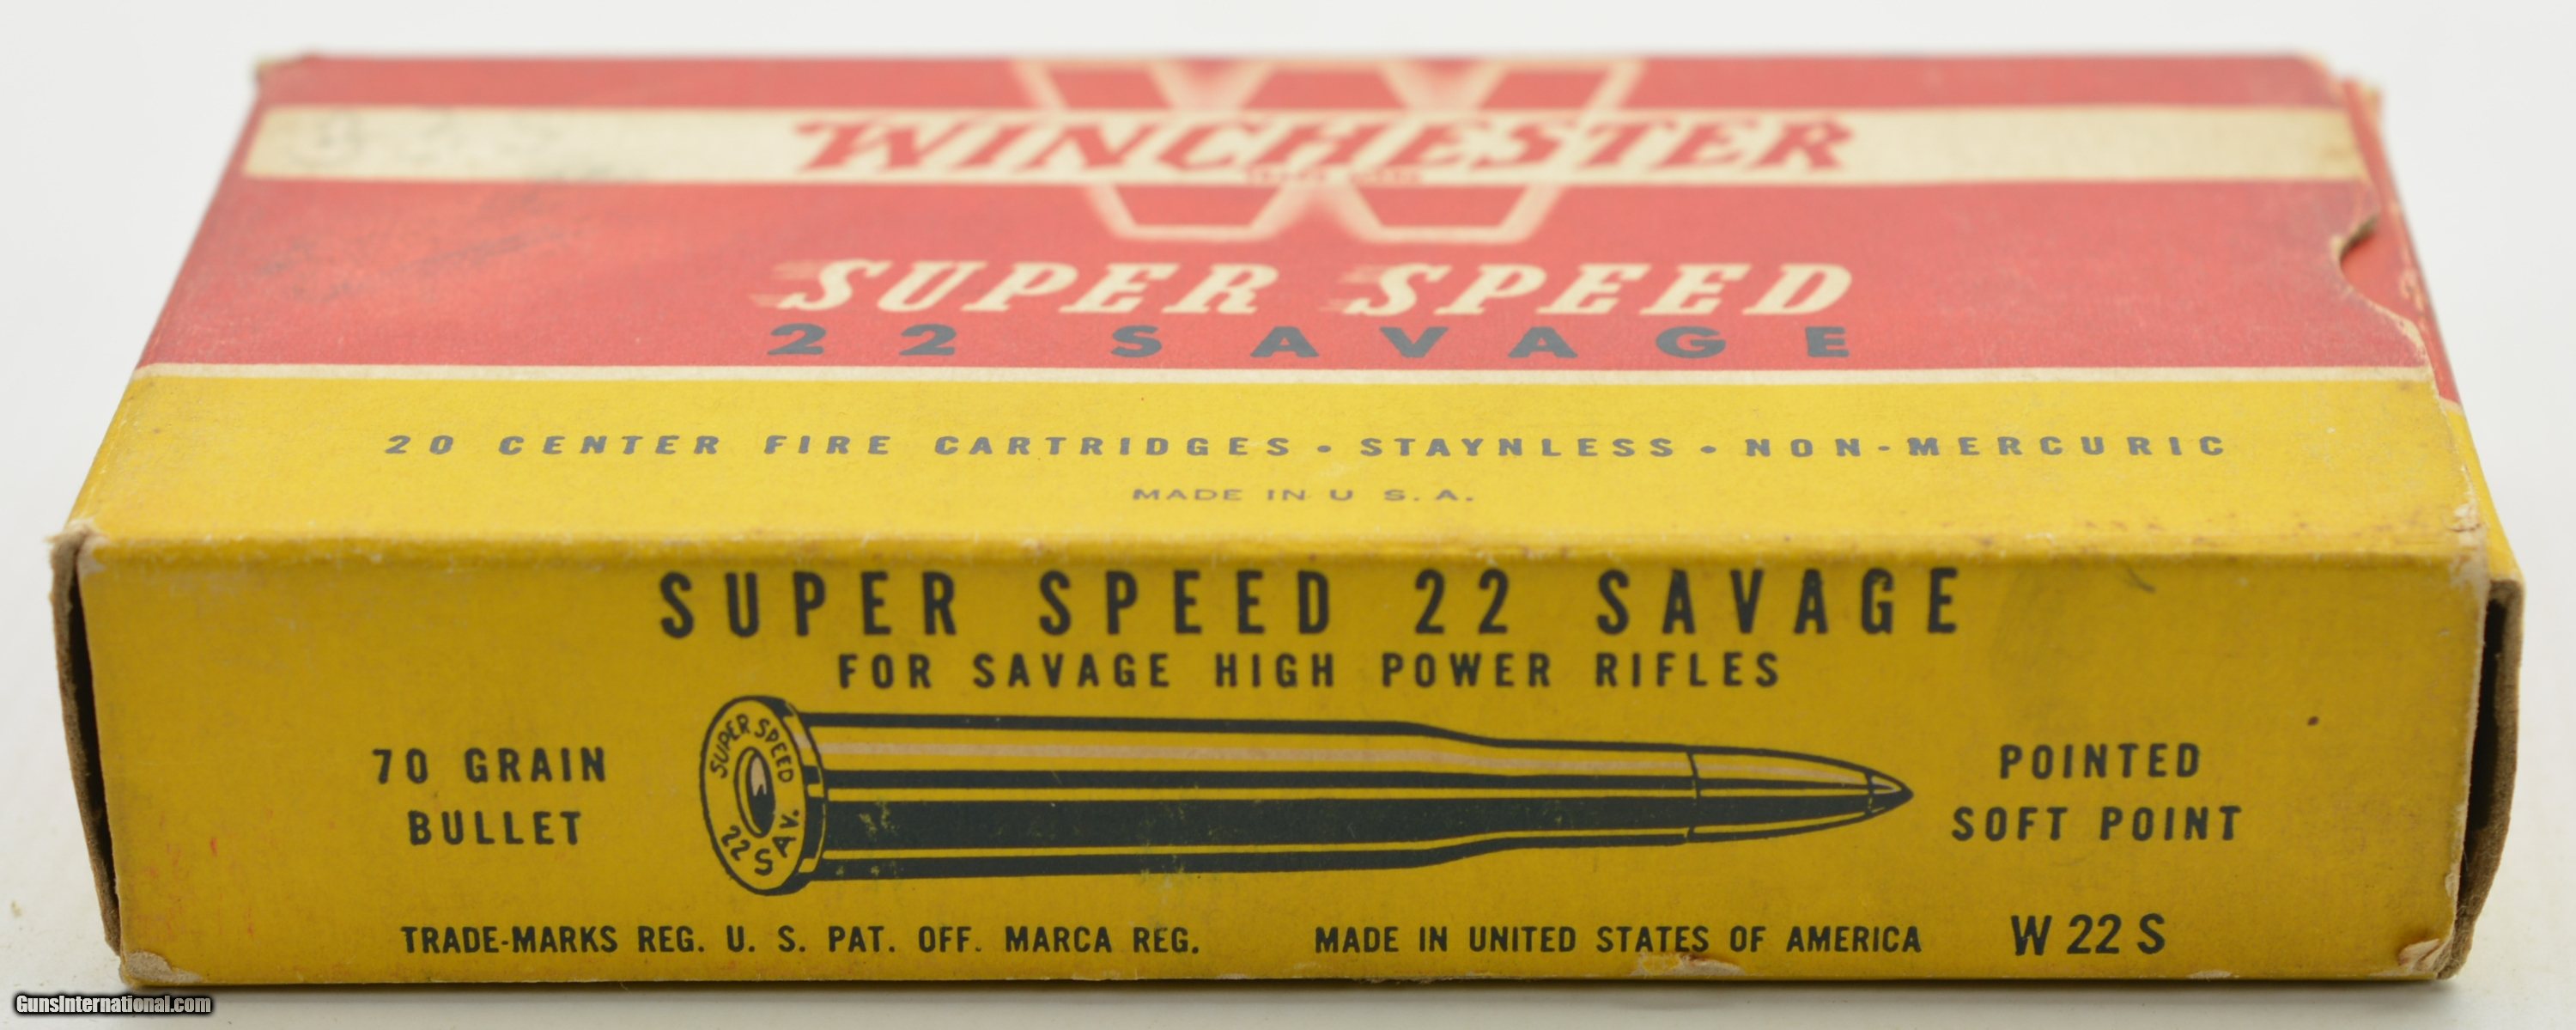 WINCHESTER
SUPER SPEED
22 SAVAGE
20 CENTER FIRE CARTRIDGES • STAYNLESS • NON-MERCURIC
MADE IN U S.A.
SUPER SPEED 22 SAVAGE
FOR SAVAGE HIGH POWER RIFLES
70 GRAIN
BULLET
SUPER SPEED
22 SAV.
POINTED
SOFT POINT
TRADE-MARKS REG. U. S. PAT. OFF. MARCA REG.
MADE IN UNITED STATES OF AMERICA
W 22 S
GunsInternational.com